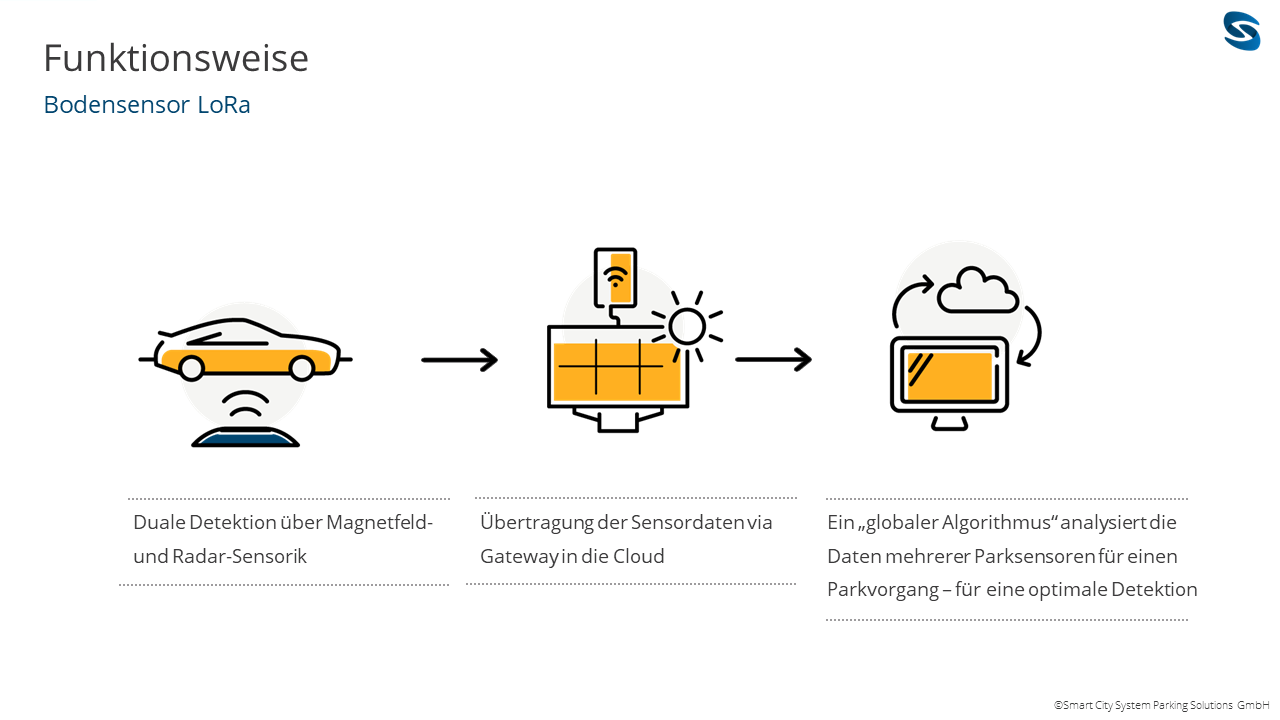 Funktionsweise
Bodensensor LoRa
Duale Detektion über Magnetfeld-
und Radar-Sensorik
Übertragung der Sensordaten via
Gateway in die Cloud
Ein „globaler Algorithmus“ analysiert die
Daten mehrerer Parksensoren für einen
Parkvorgang – für eine optimale Detektion
©Smart City System Parking Solutions GmbH